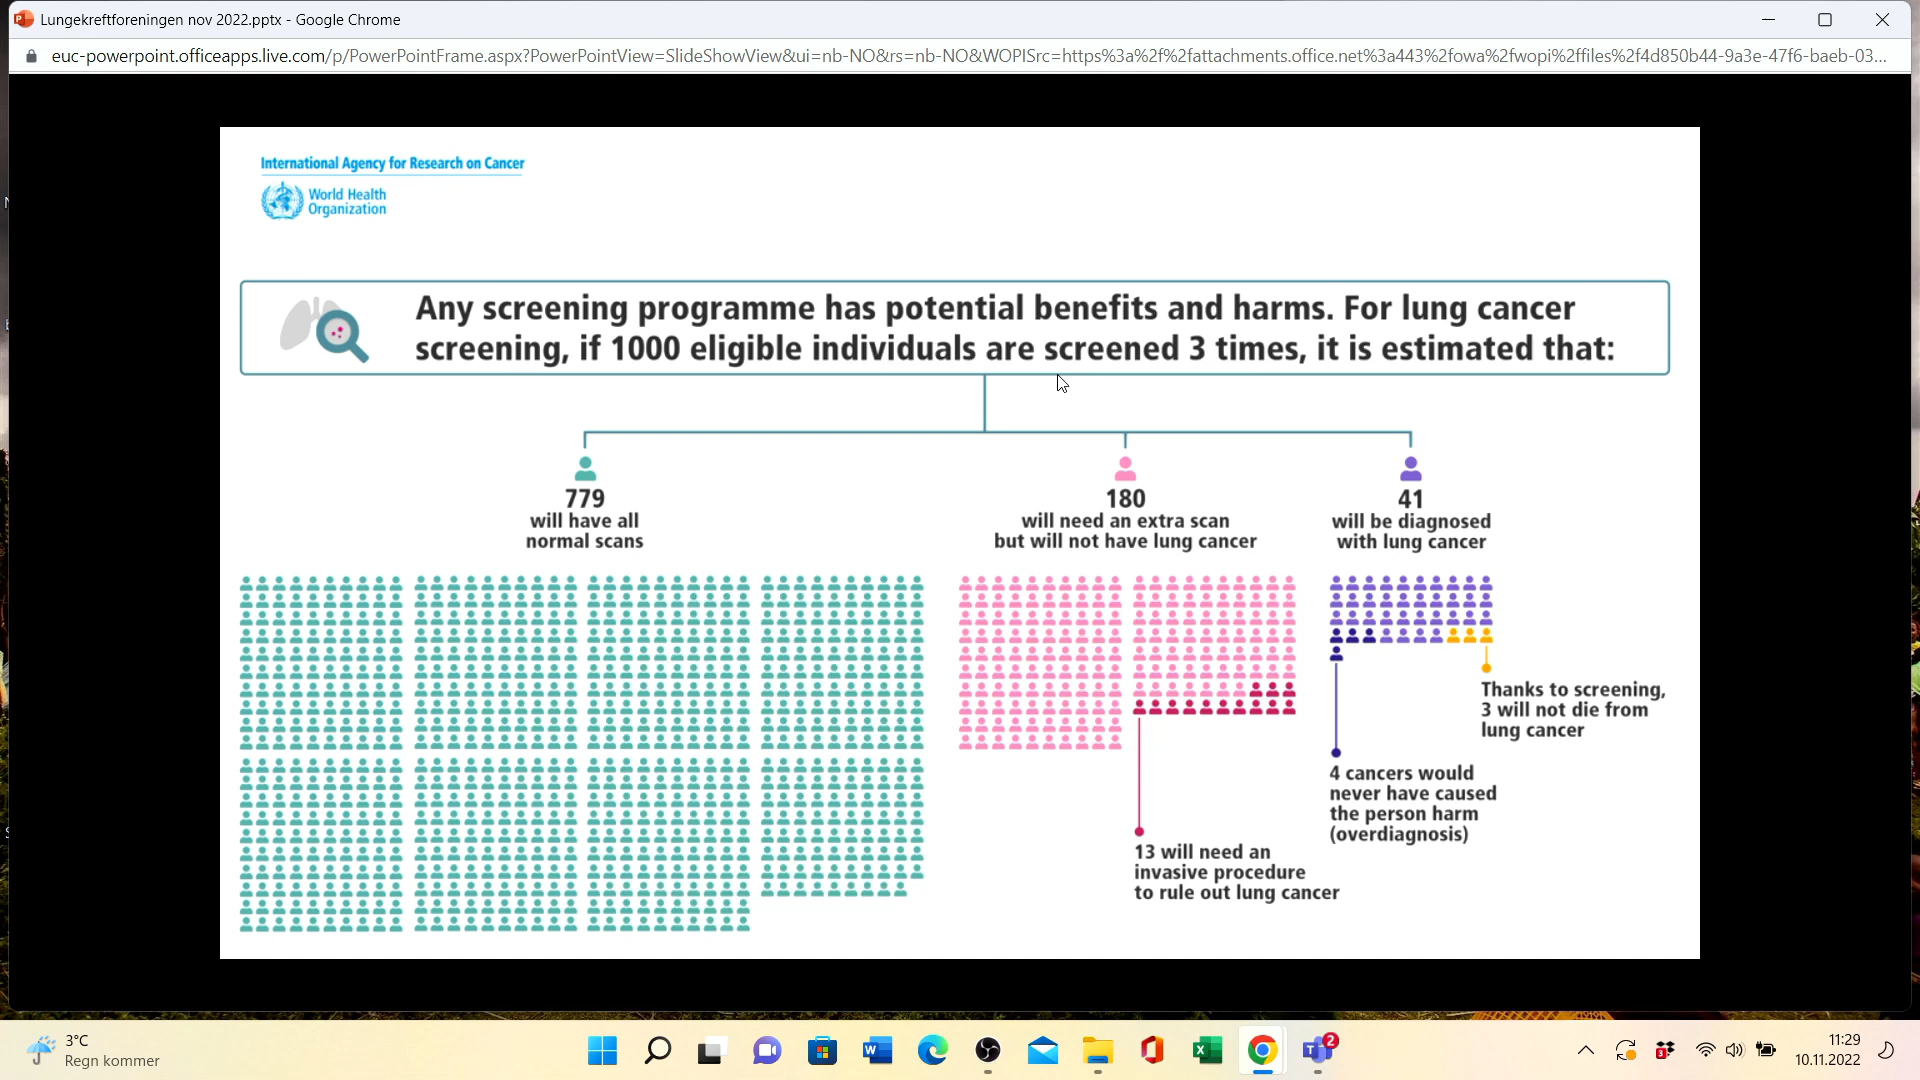 Lungekreftforeningen nov 2022.pptx - Google Chrome
euc-powerpoint.officeapps.live.com/p/PowerPointFrame.aspx?PowerPointView=SlideShowView&ui=nb-NO&rs=nb-NO&WOPISrc=https%3a%2f%2fattachments.office.net%3a443%2fowa%2fwopi%2ffiles%2f4d850b44-9a3e-47f6-baeb-03...
International Agency for Research on Cancer
World Health
Organization
Any screening programme has potential benefits and harms. For lung cancer
screening, if 1000 eligible individuals are screened 3 times, it is estimated that:
779
will have all
normal scans
180
will need an extra scan
but will not have lung cancer
41
will be diagnosed
with lung cancer
Thanks to screening,
3 will not die from
lung cancer
4 cancers would
never have caused
the person harm
(overdiagnosis)
13 will need an
invasive procedure
to rule out lung cancer
3°C
Regn kommer
2
3
11:29
10.11.2022